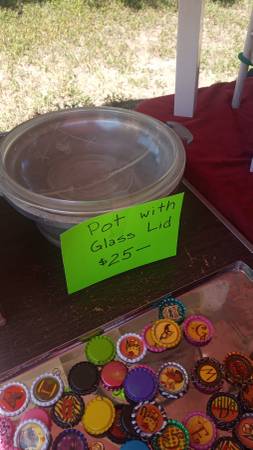 Pot with
Glass Lid
$25—